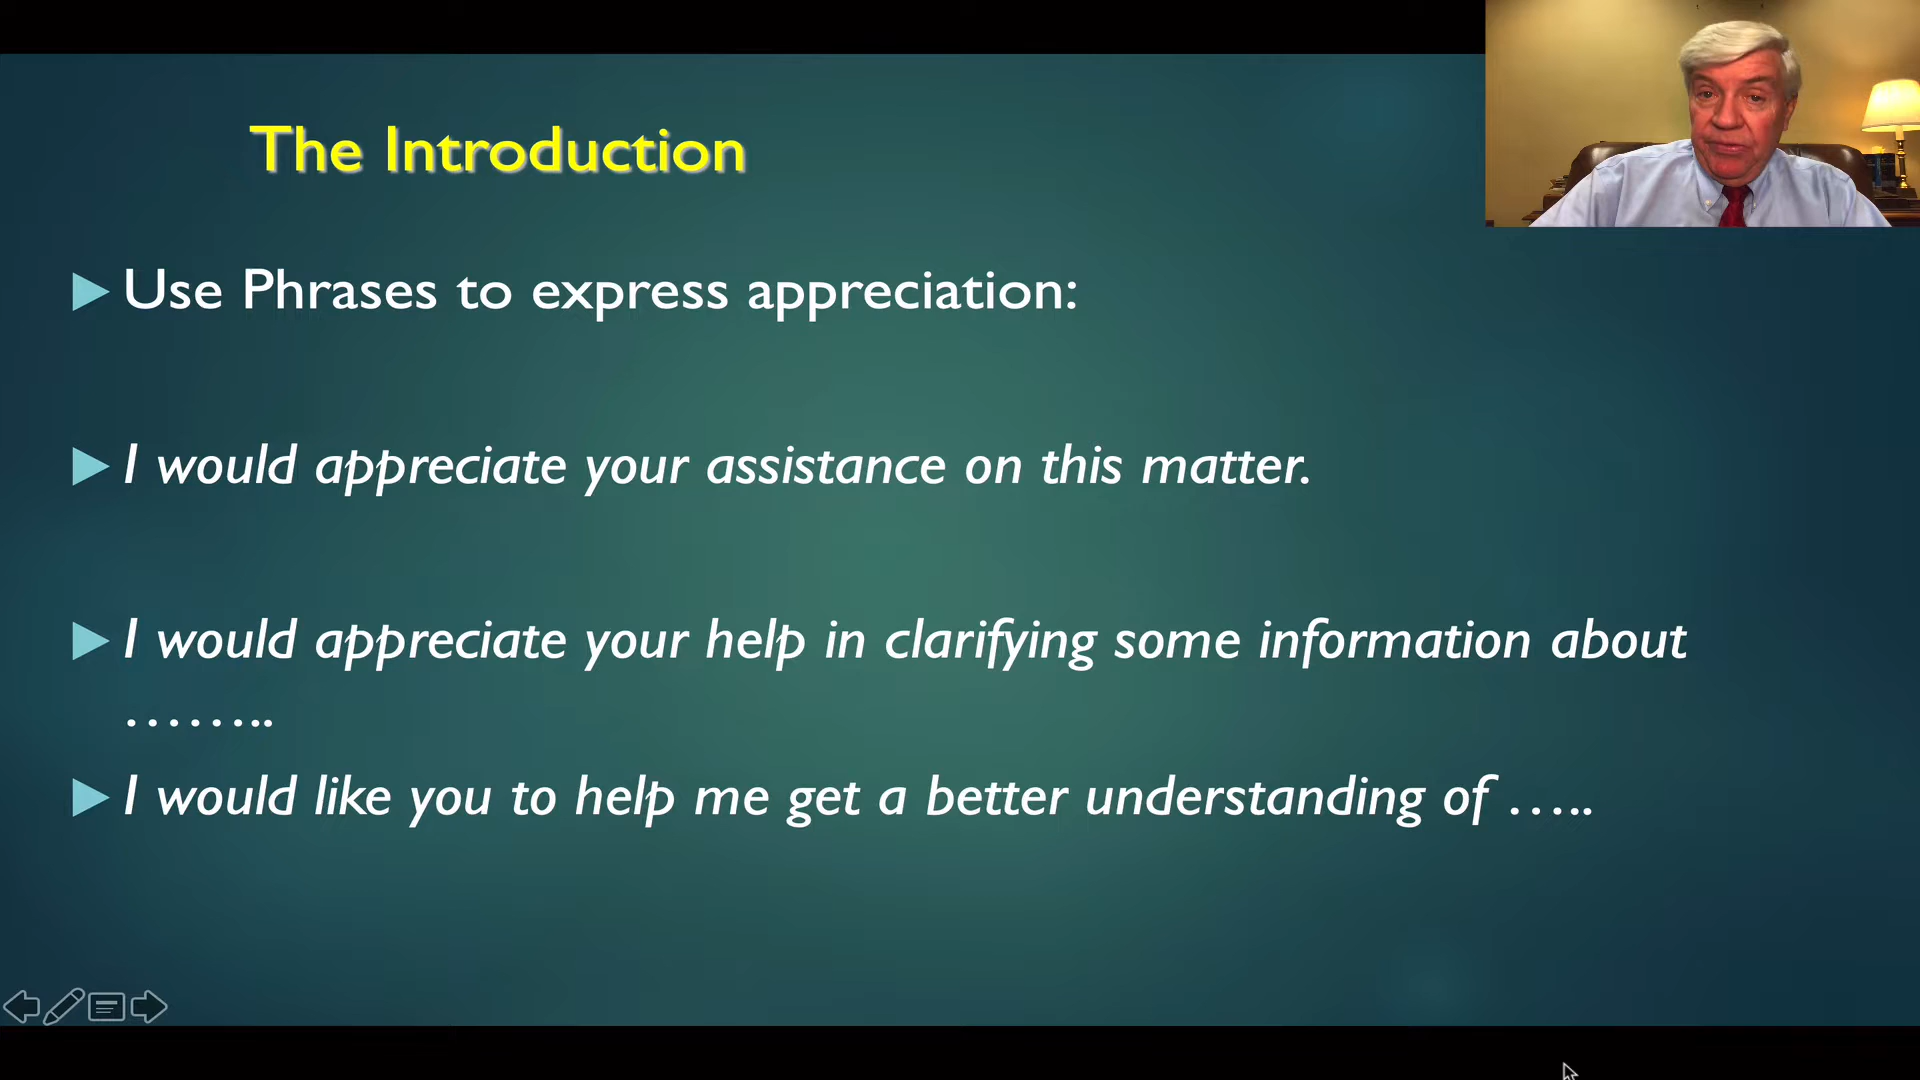 The Introduction
Use Phrases to express appreciation:
I would appreciate your assistance on this matter.
I would appreciate your help in clarifying some information about
……..
I would like you to help me get a better understanding of …..